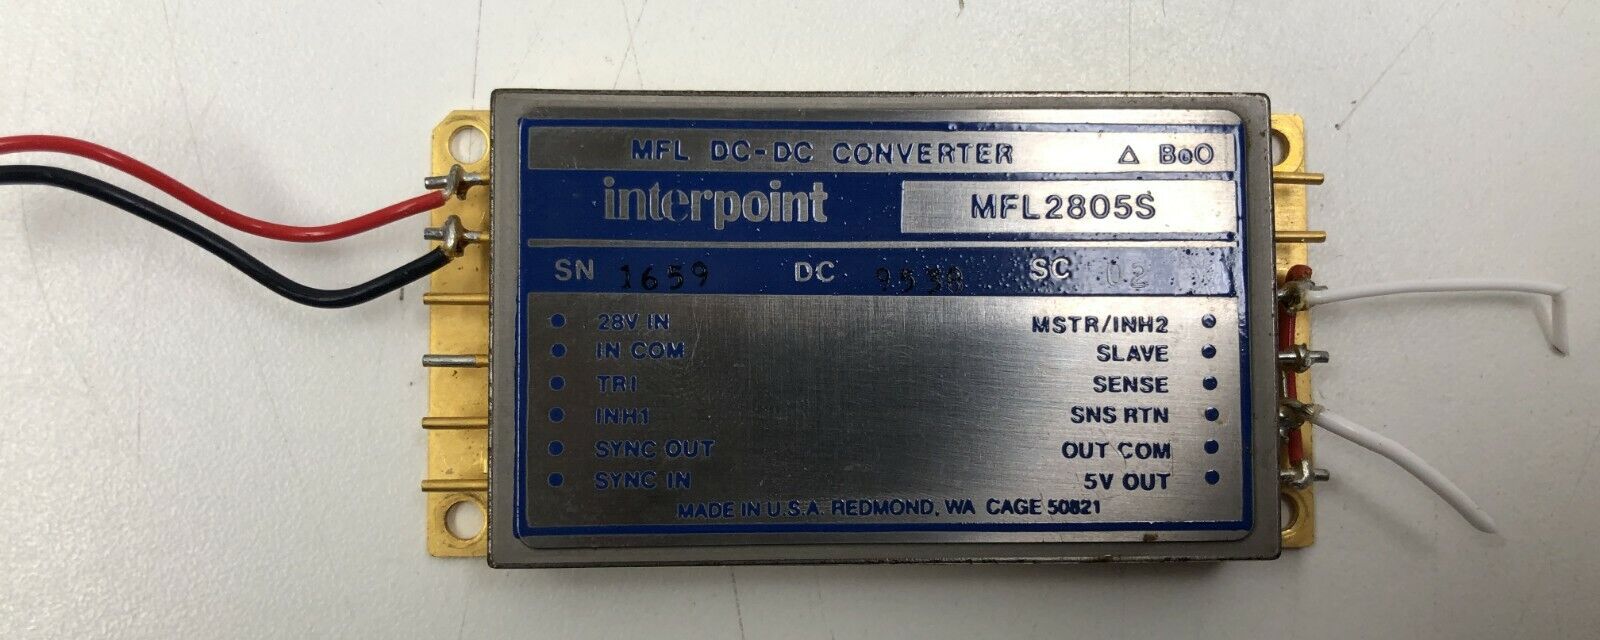 MFL DC-DC CONVERTER △ BeO
interpoint MFL2805S
SN 1659 DC 9538 SC 02
28V IN MSTR/INH2
IN COM SLAVE
TRI SENSE
INH1 SNS RTN
SYNC OUT OUT COM
SYNC IN 5V OUT
MADE IN U.S.A. REDMOND, WA CAGE 50821